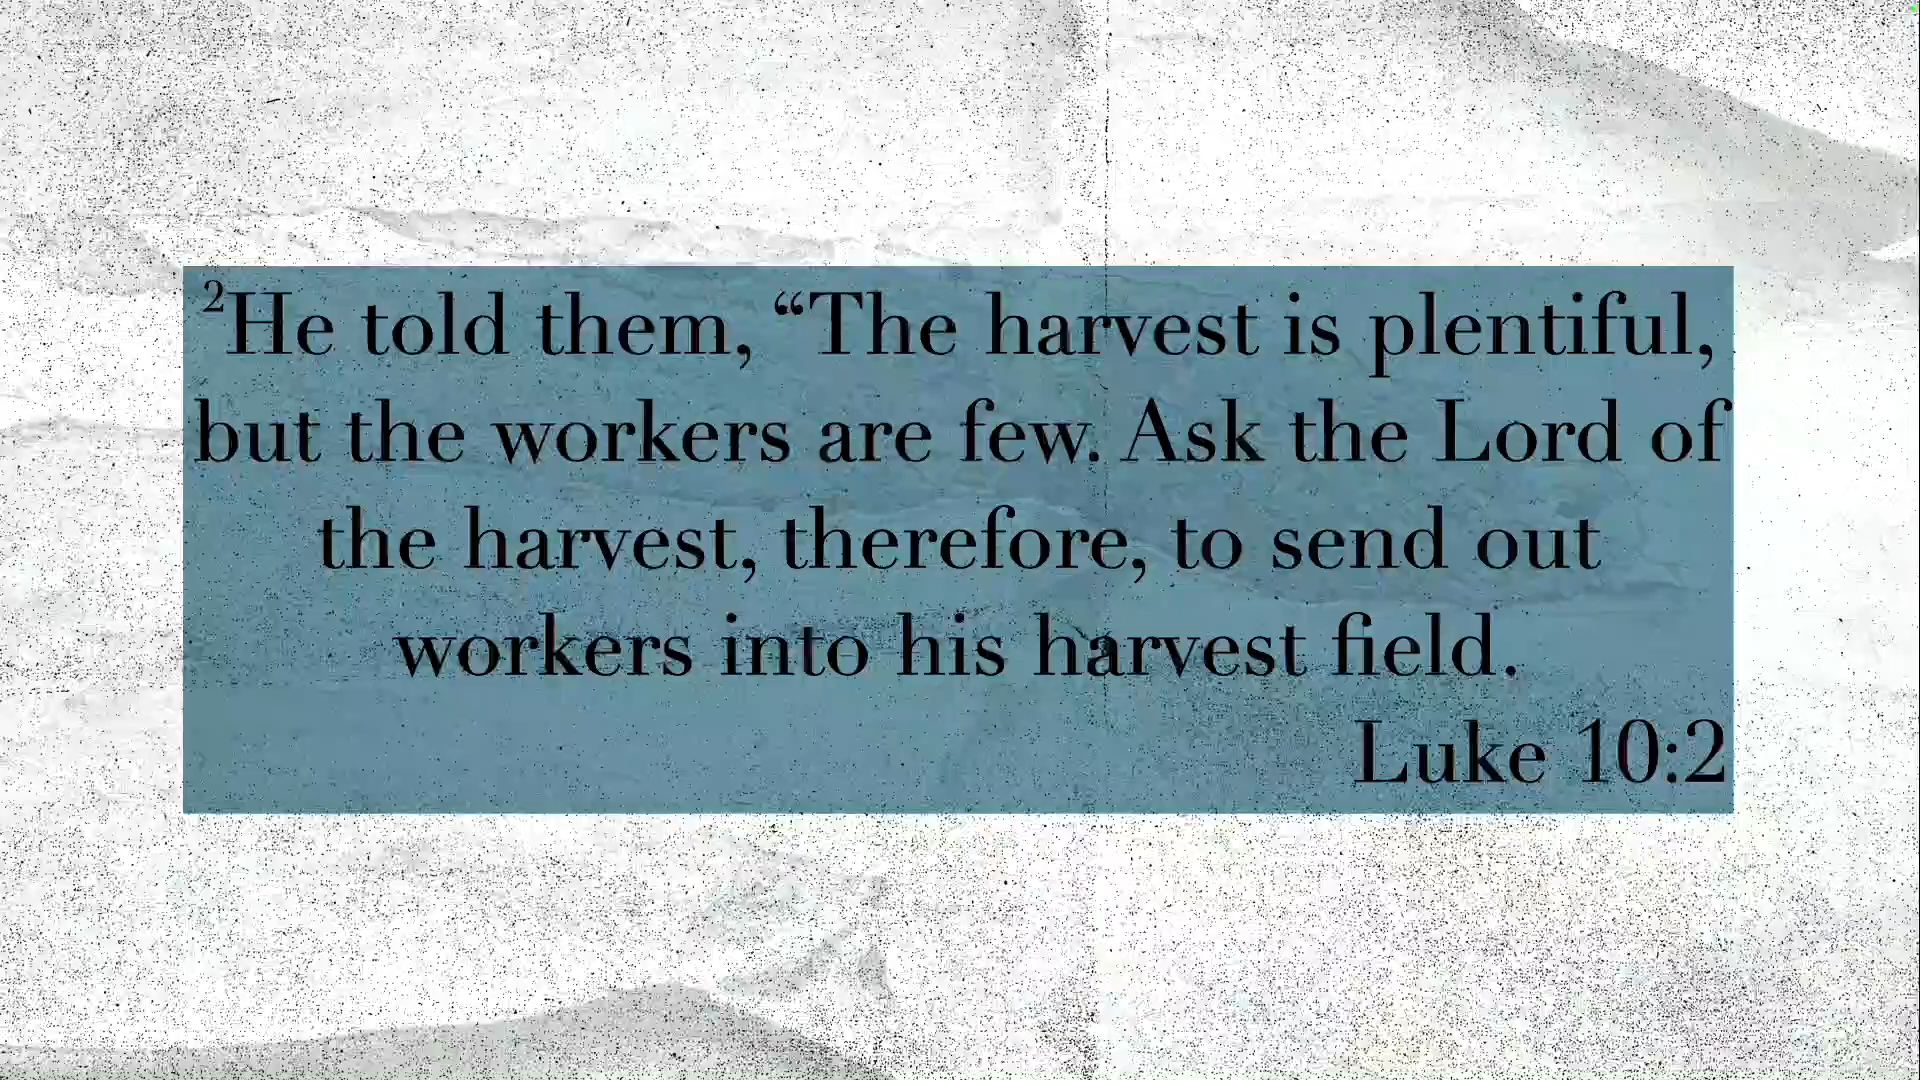 ²He told them, “The harvest is plentiful,
but the workers are few. Ask the Lord of
the harvest, therefore, to send out
workers into his harvest field.
Luke 10:2